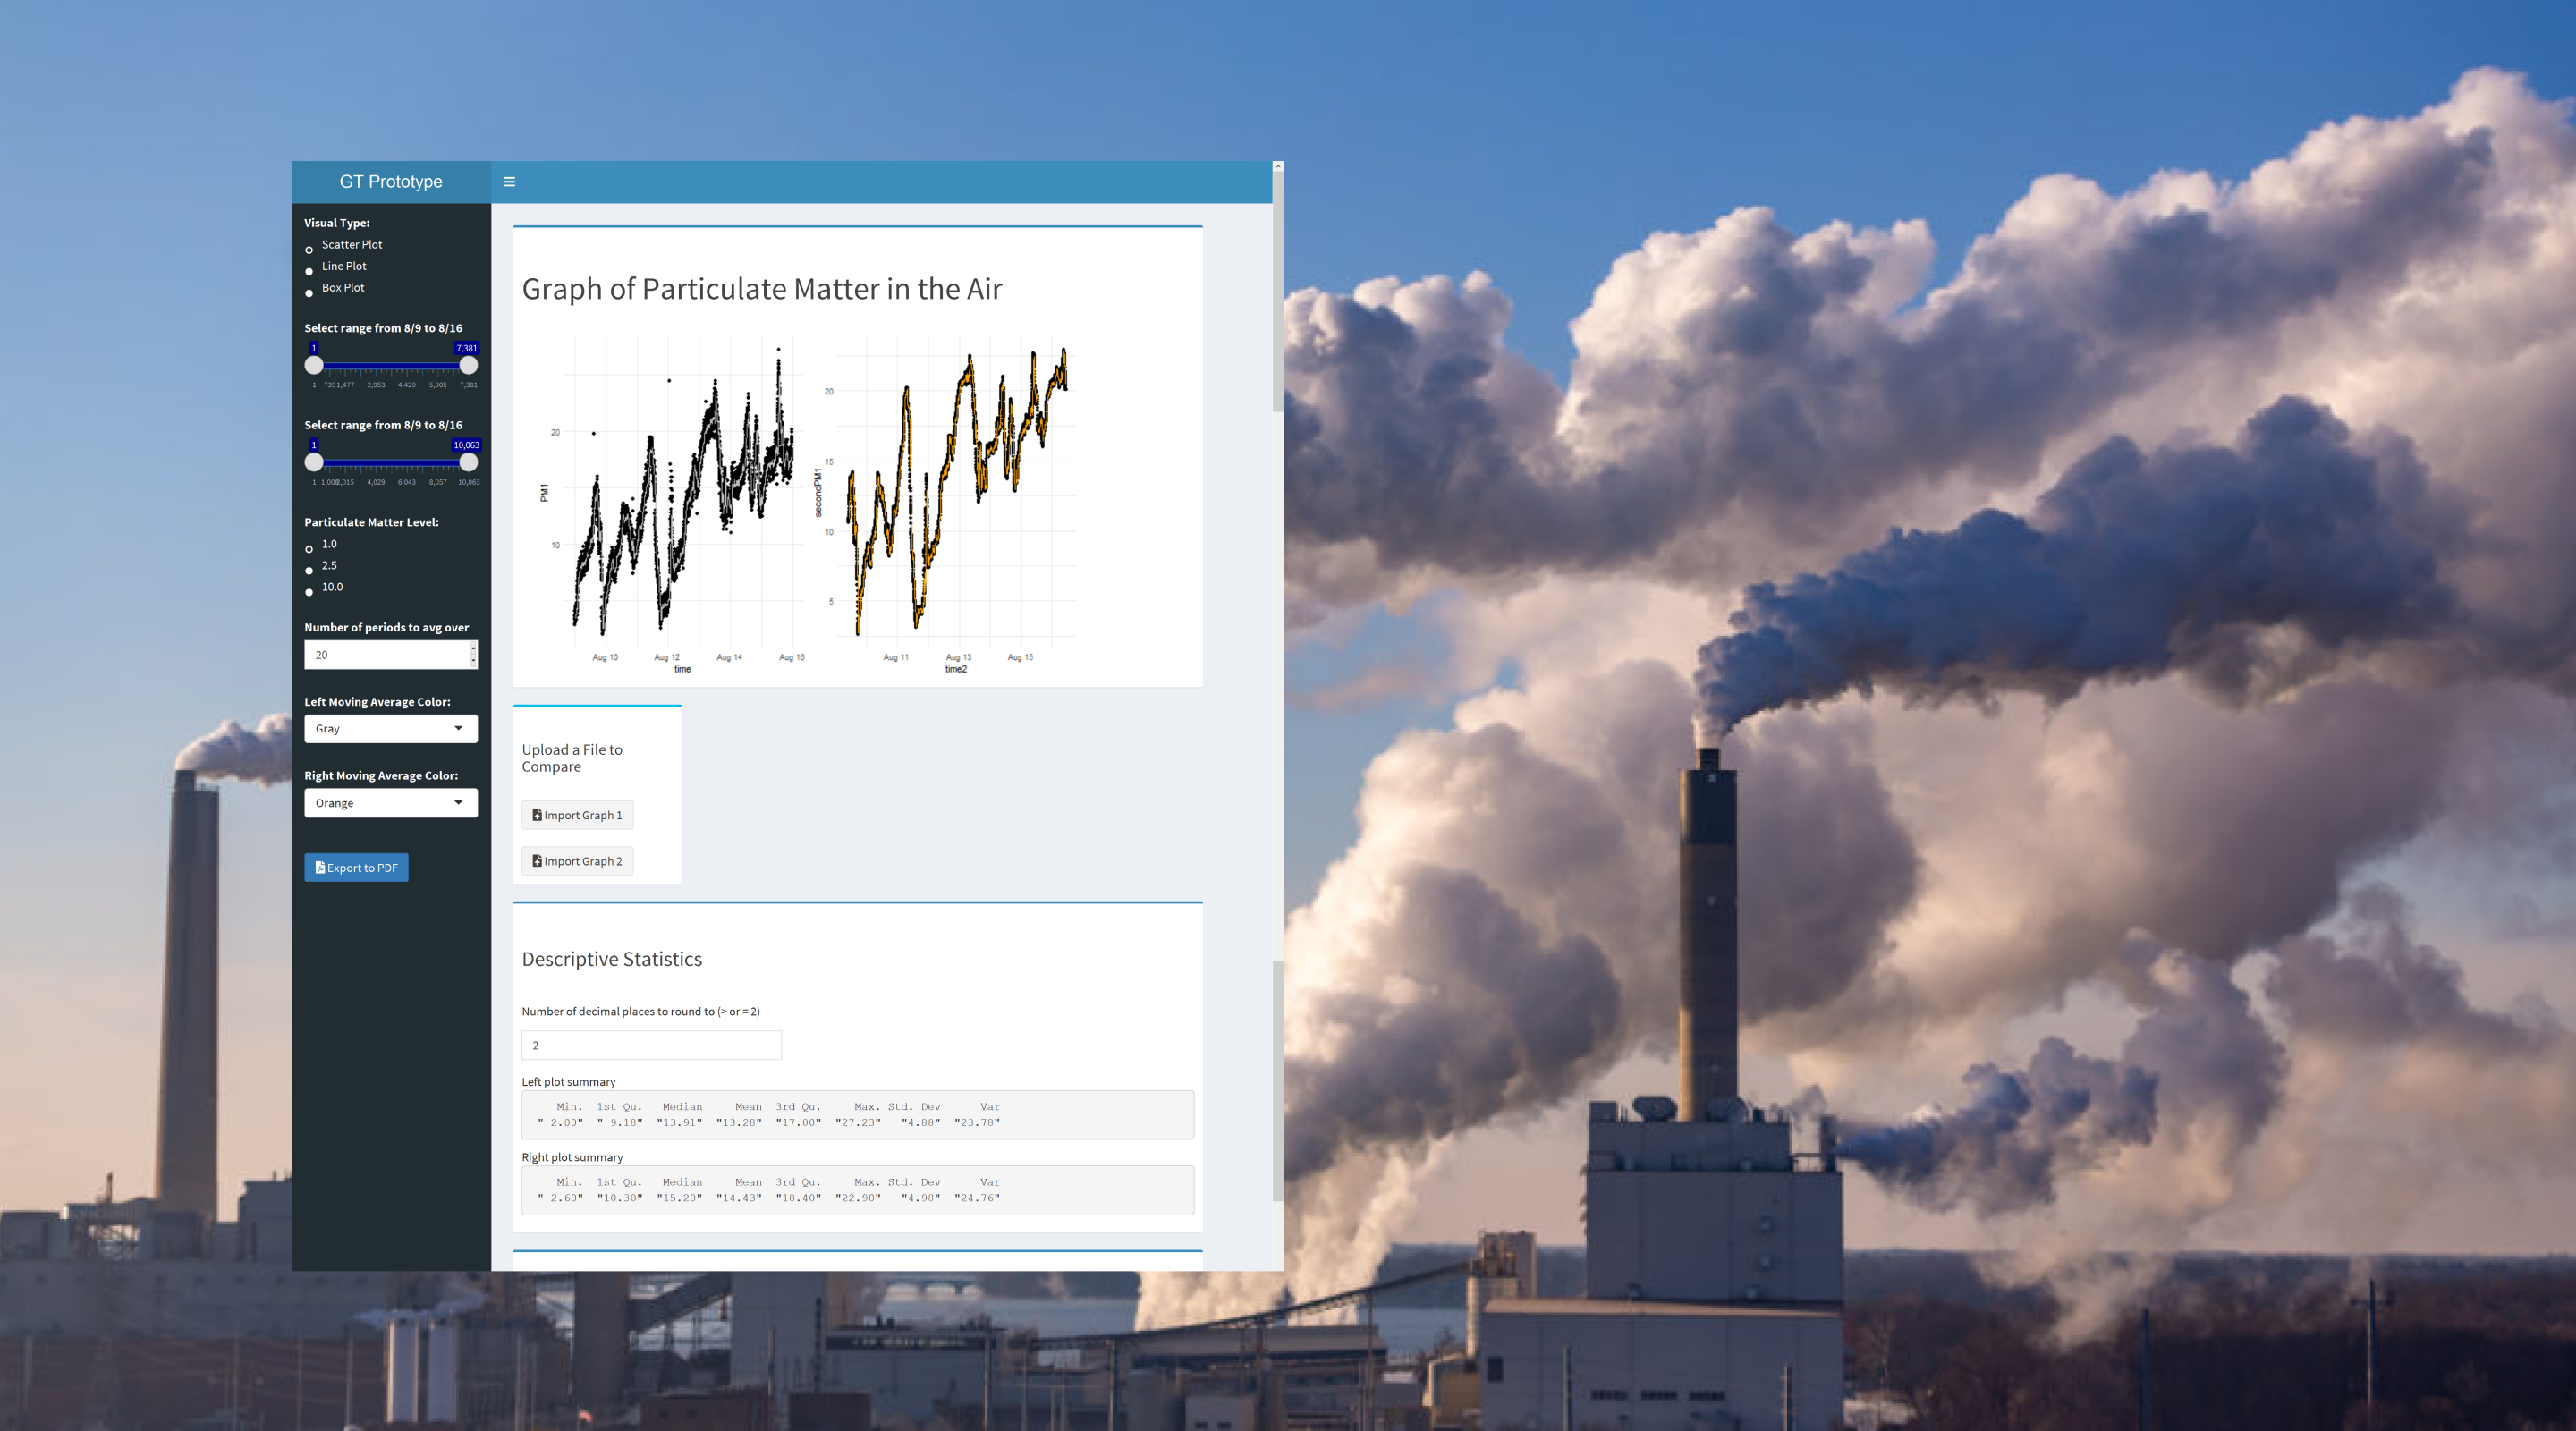 GT Prototype
Visual Type:
Scatter Plot
Line Plot
Box Plot
Select range from 8/9 to 8/16
1 7,381
1 739 1,477 2,953 4,429 5,905 7,381
Select range from 8/9 to 8/16
1 10,063
1 1,008 2,015 4,029 6,043 8,057 10,063
Particulate Matter Level:
1.0
2.5
10.0
Number of periods to avg over
20
Left Moving Average Color:
Gray
Right Moving Average Color:
Orange
Export to PDF
Graph of Particulate Matter in the Air
PM1
20
10
Aug 10 Aug 12 Aug 14 Aug 16
time
secondPM1
20
15
10
5
Aug 11 Aug 13 Aug 15
time2
Upload a File to
Compare
Import Graph 1
Import Graph 2
Descriptive Statistics
Number of decimal places to round to (> or = 2)
2
Left plot summary
Min. 1st Qu. Median Mean 3rd Qu. Max. Std. Dev Var
" 2.00" " 9.18" "13.91" "13.28" "17.00" "27.23" "4.88" "23.78"
Right plot summary
Min. 1st Qu. Median Mean 3rd Qu. Max. Std. Dev Var
" 2.60" "10.30" "15.20" "14.43" "18.40" "22.90" "4.98" "24.76"